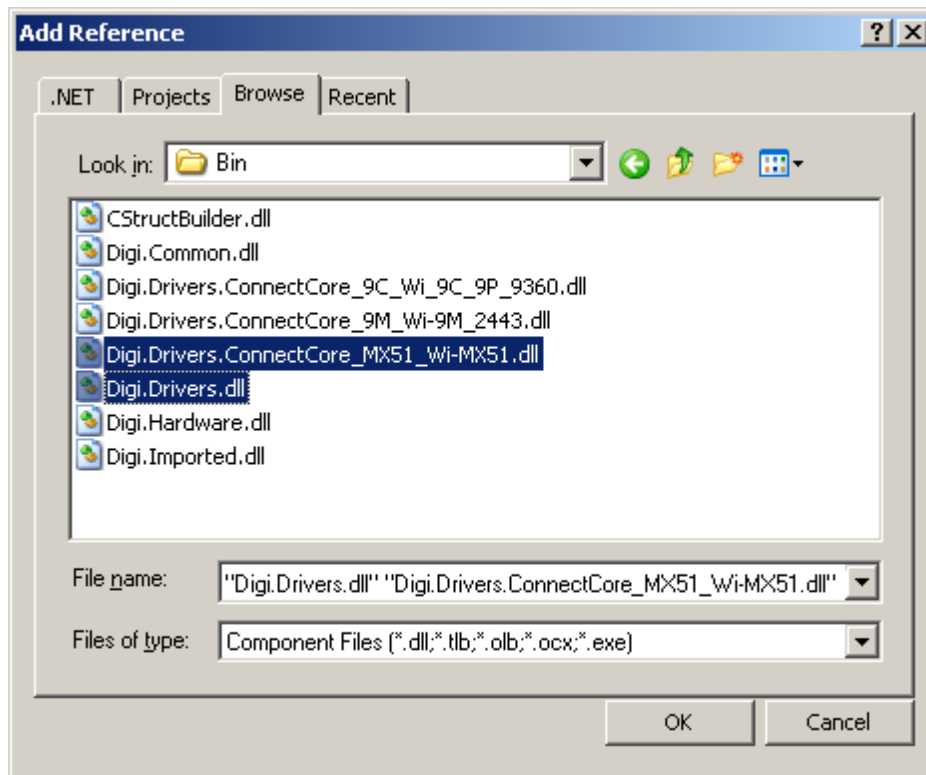 Add Reference
.NET Projects Browse Recent
Look in: Bin
CStructBuilder.dll
Digi.Common.dll
Digi.Drivers.ConnectCore_9C_Wi_9C_9P_9360.dll
Digi.Drivers.ConnectCore_9M_Wi-9M_2443.dll
Digi.Drivers.ConnectCore_MX51_Wi-MX51.dll
Digi.Drivers.dll
Digi.Hardware.dll
Digi.Imported.dll
File name: "Digi.Drivers.dll" "Digi.Drivers.ConnectCore_MX51_Wi-MX51.dll"
Files of type: Component Files (*.dll;*.tlb;*.olb;*.ocx;*.exe)
OK Cancel